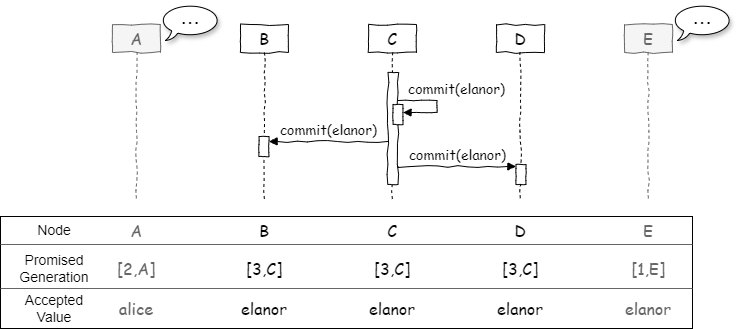 ... ...
A B C D E
commit(elanor)
commit(elanor)
commit(elanor)
Node A B C D E
Promised
Generation [2,A] [3,C] [3,C] [3,C] [1,E]
Accepted
Value alice elanor elanor elanor elanor